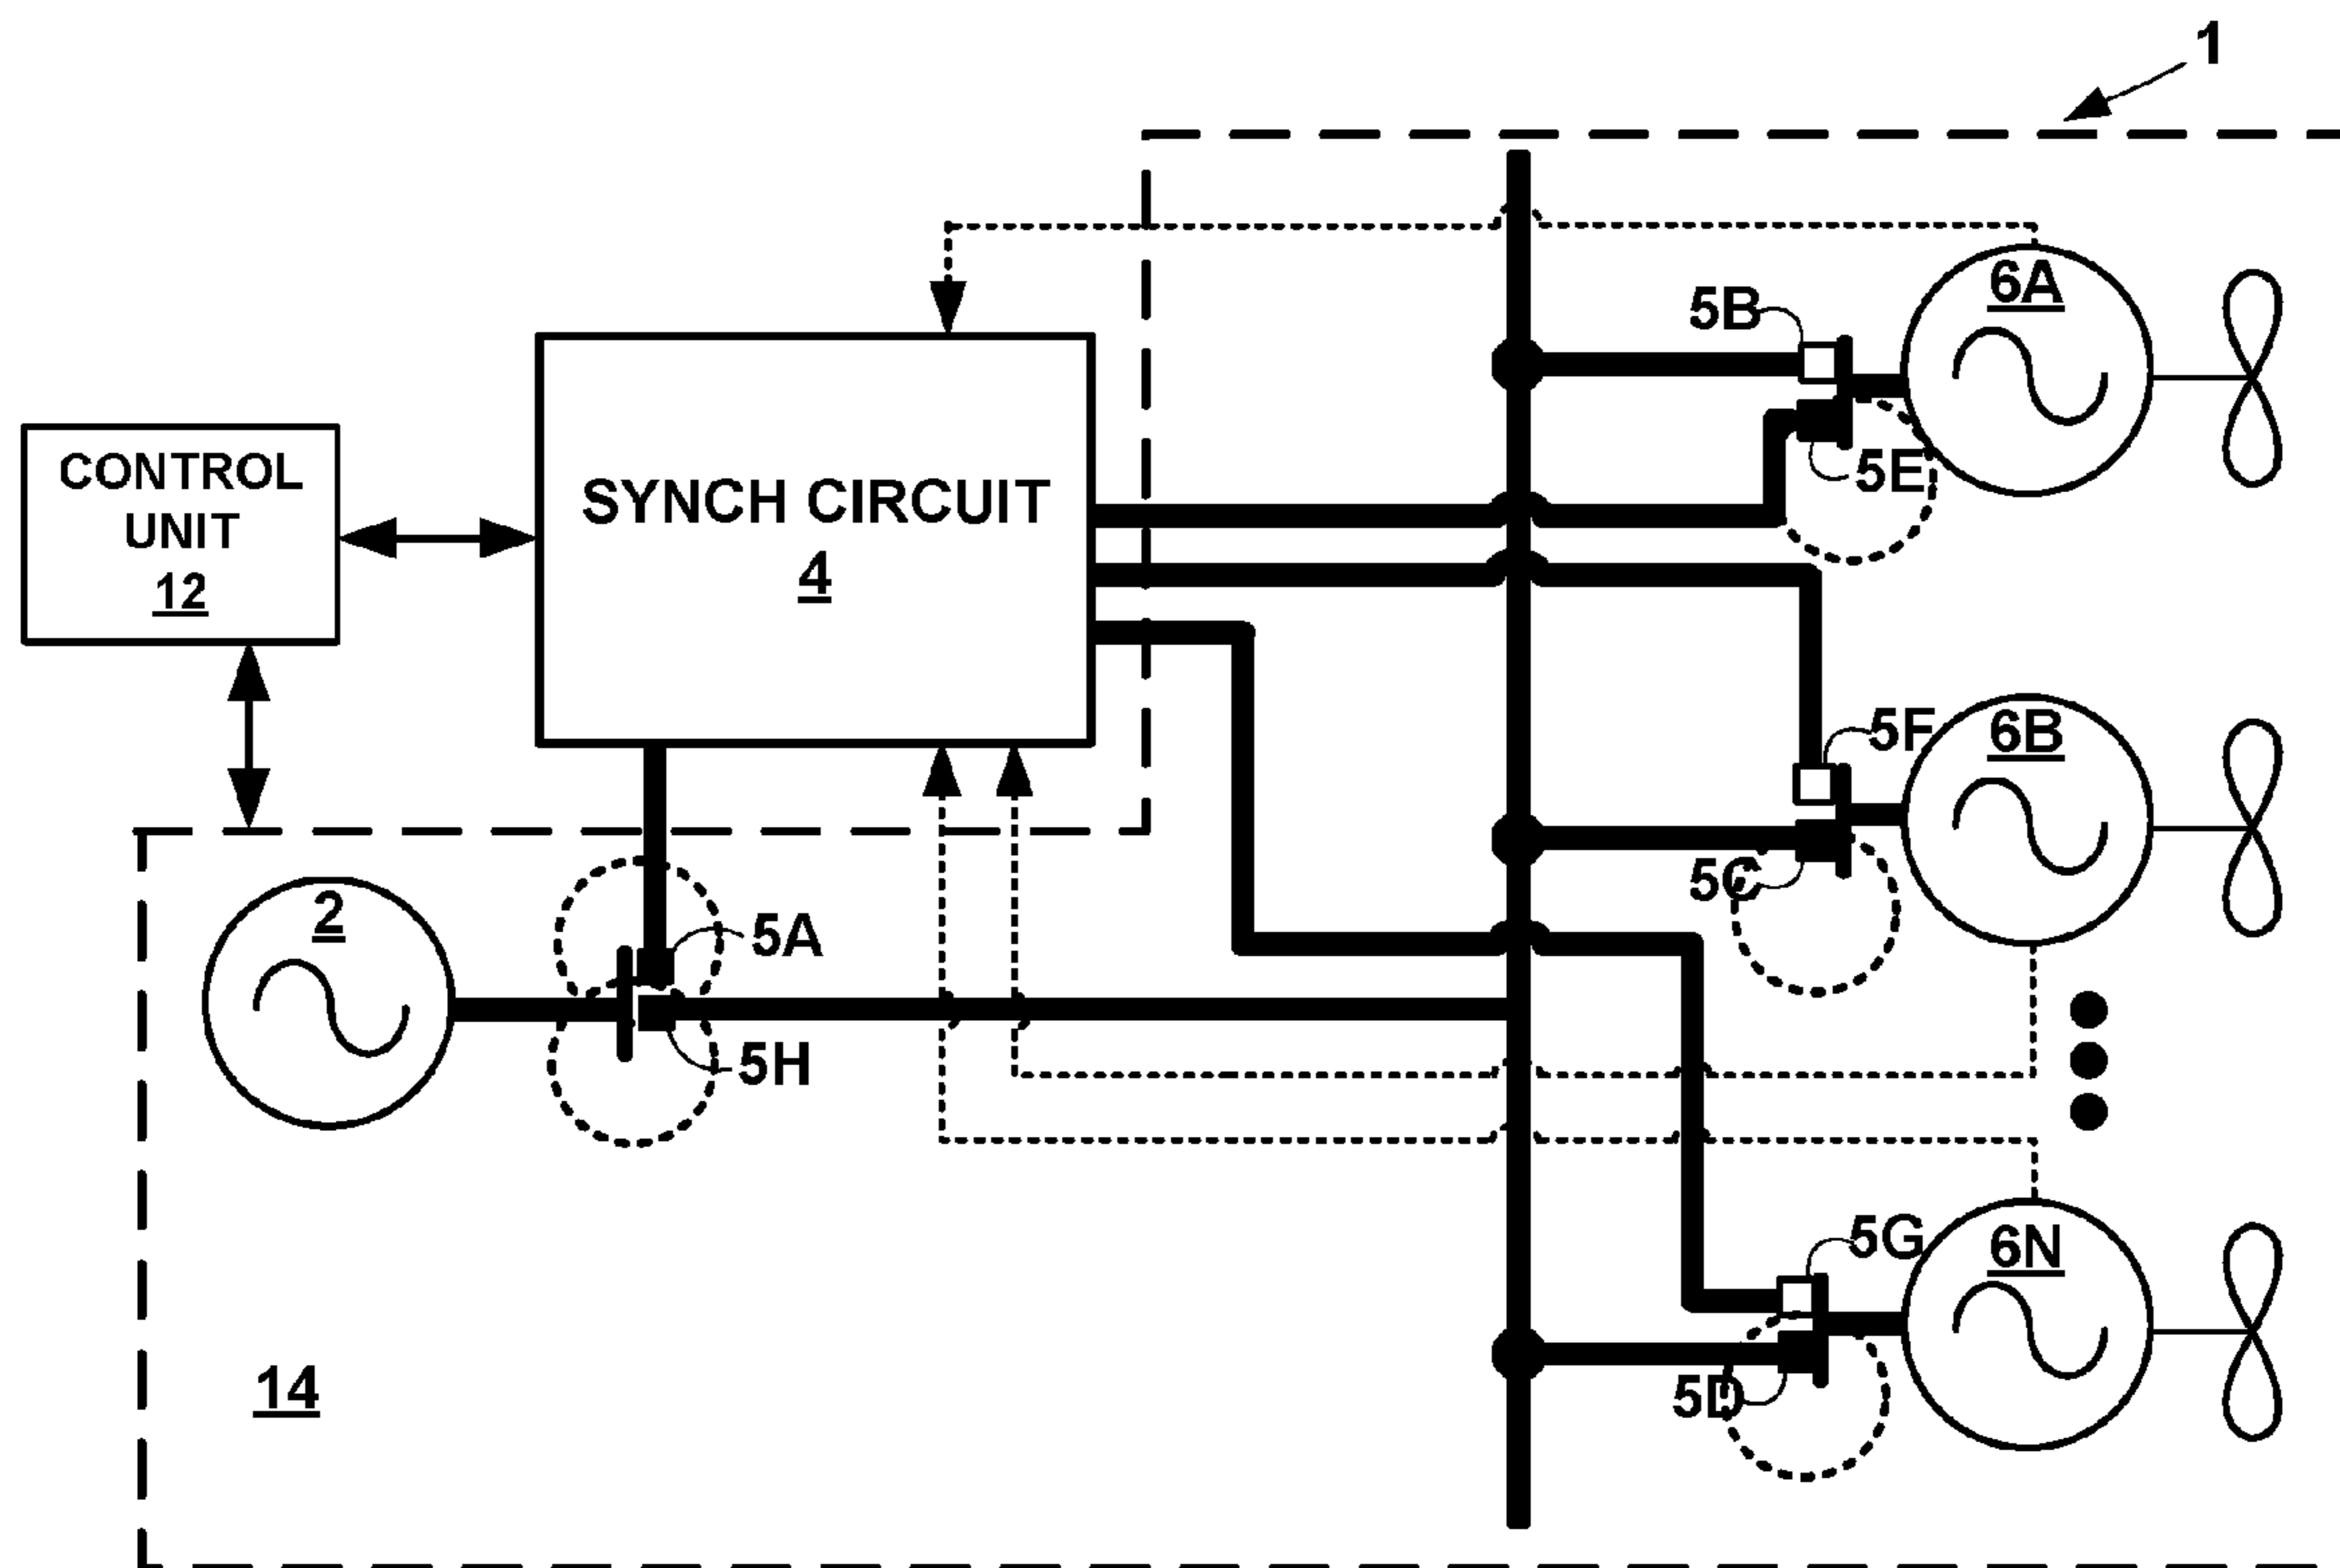 1
6A
5B
5E
CONTROL
UNIT
12
SYNCH CIRCUIT
4
5F
6B
5C
2
5A
5H
5G
6N
5D
14